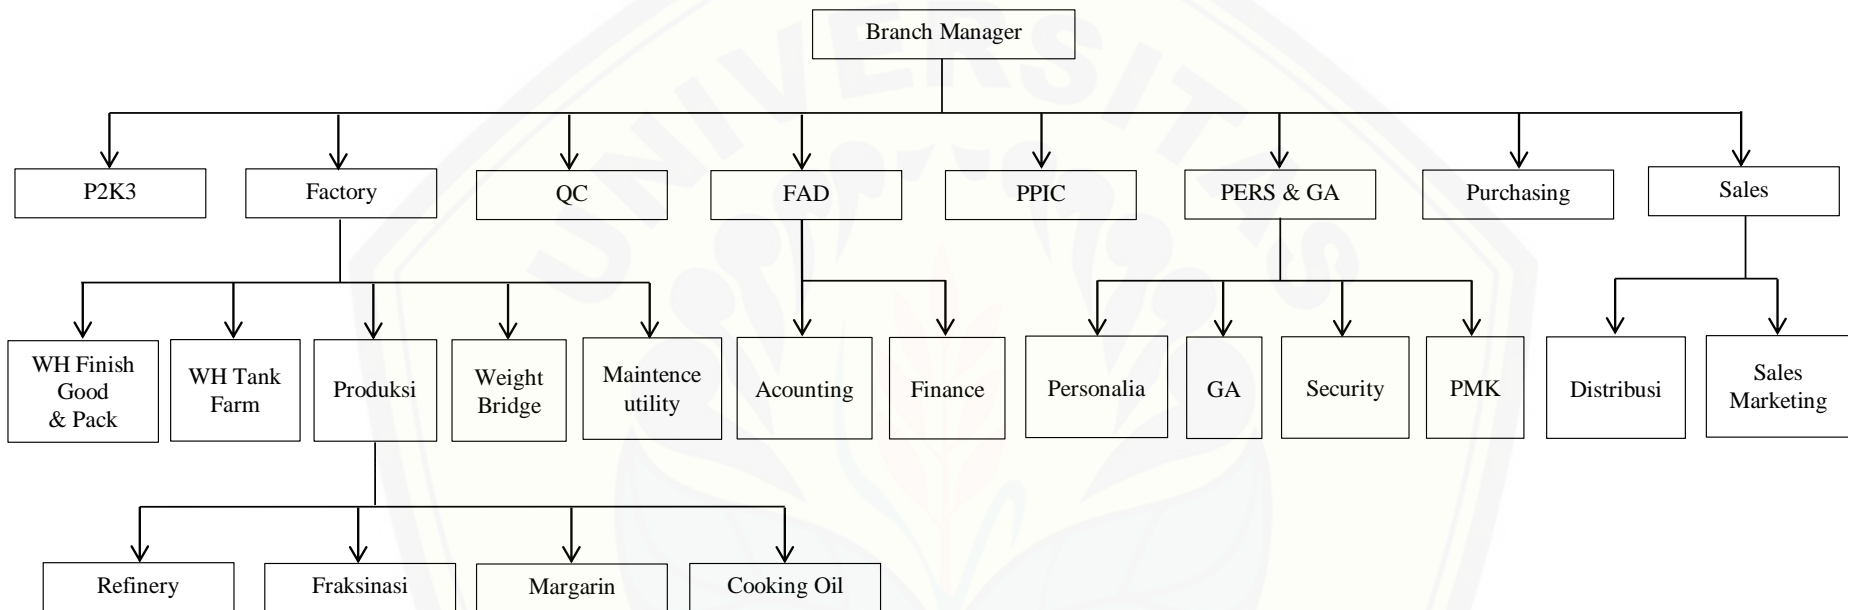 Branch Manager
UNIVERSITAS
P2K3
Factory
QC
FAD
PPIC
PERS & GA
Purchasing
Sales
WH Finish
Good
& Pack
WH Tank
Farm
Produksi
Weight
Bridge
Maintence
utility
Acounting
Finance
Personalia
GA
Security
PMK
Distribusi
Sales
Marketing
Refinery
Fraksinasi
Margarin
Cooking Oil